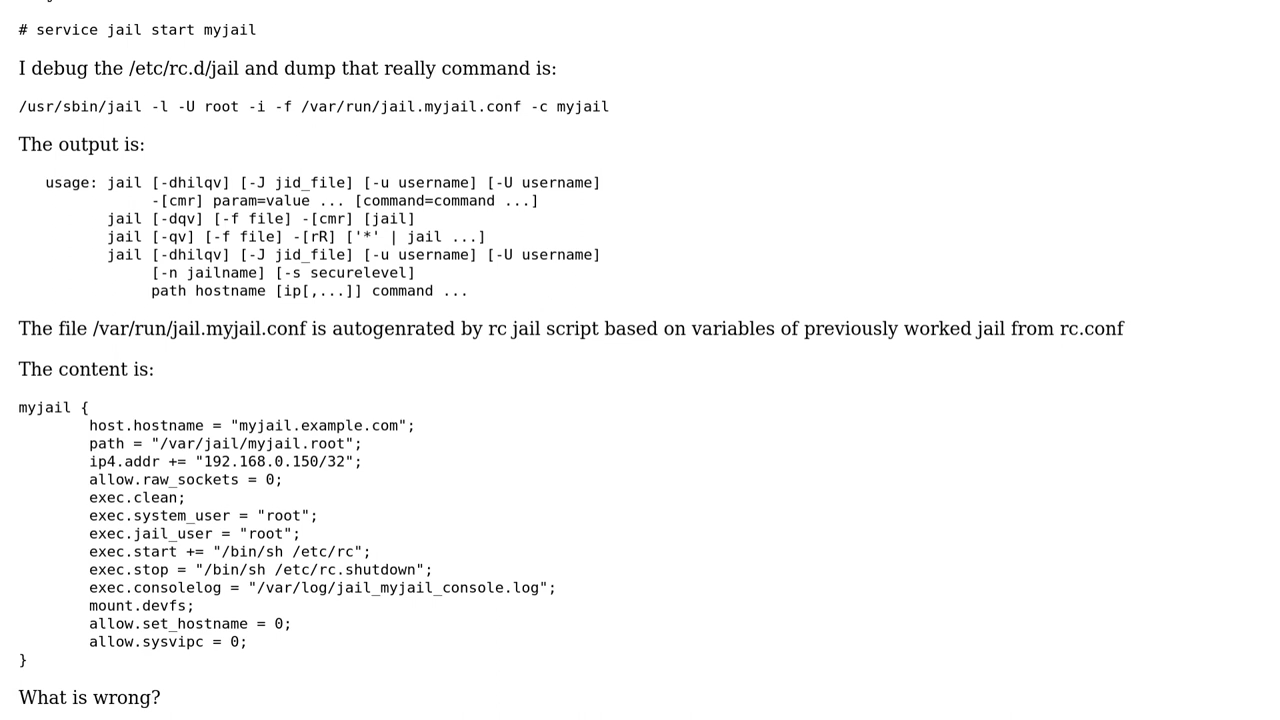 # service jail start myjail
I debug the /etc/rc.d/jail and dump that really command is:
/usr/sbin/jail -l -U root -i -f /var/run/jail.myjail.conf -c myjail
The output is:
   usage: jail [-dhilqv] [-J jid_file] [-u username] [-U username]
               -[cmr] param=value ... [command=command ...]
          jail [-dqv] [-f file] -[cmr] [jail]
          jail [-qv] [-f file] -[rR] ['*' | jail ...]
          jail [-dhilqv] [-J jid_file] [-u username] [-U username]
               [-n jailname] [-s securelevel]
               path hostname [ip[,...]] command ...
The file /var/run/jail.myjail.conf is autogenrated by rc jail script based on variables of previously worked jail from rc.conf
The content is:
myjail {
        host.hostname = "myjail.example.com";
        path = "/var/jail/myjail.root";
        ip4.addr += "192.168.0.150/32";
        allow.raw_sockets = 0;
        exec.clean;
        exec.system_user = "root";
        exec.jail_user = "root";
        exec.start += "/bin/sh /etc/rc";
        exec.stop = "/bin/sh /etc/rc.shutdown";
        exec.consolelog = "/var/log/jail_myjail_console.log";
        mount.devfs;
        allow.set_hostname = 0;
        allow.sysvipc = 0;
}
What is wrong?